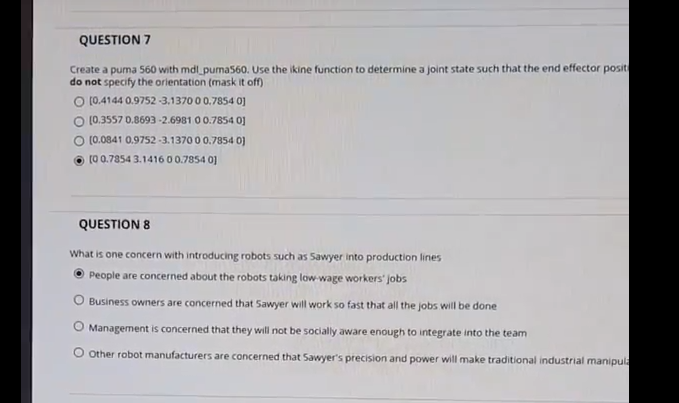 QUESTION 7
Create a puma 560 with mdl_puma560. Use the ikine function to determine a joint state such that the end effector positi
do not specify the orientation (mask it off)
[0.4144 0.9752 -3.1370 0 0.7854 0]
[0.3557 0.8693 -2.6981 0 0.7854 0]
[0.0841 0.9752 -3.1370 0 0.7854 0]
[0 0.7854 3.1416 0 0.7854 0]
QUESTION 8
What is one concern with introducing robots such as Sawyer into production lines
People are concerned about the robots taking low-wage workers' jobs
Business owners are concerned that Sawyer will work so fast that all the jobs will be done
Management is concerned that they will not be socially aware enough to integrate into the team
Other robot manufacturers are concerned that Sawyer's precision and power will make traditional industrial manipula